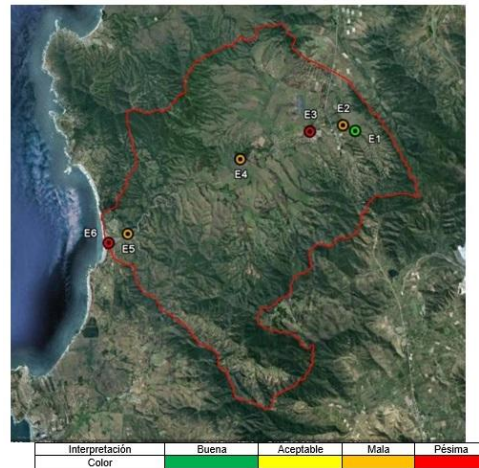 E3
E2
E1
E4
E6
E5
Interpretación Buena Aceptable Mala Pésima
Color